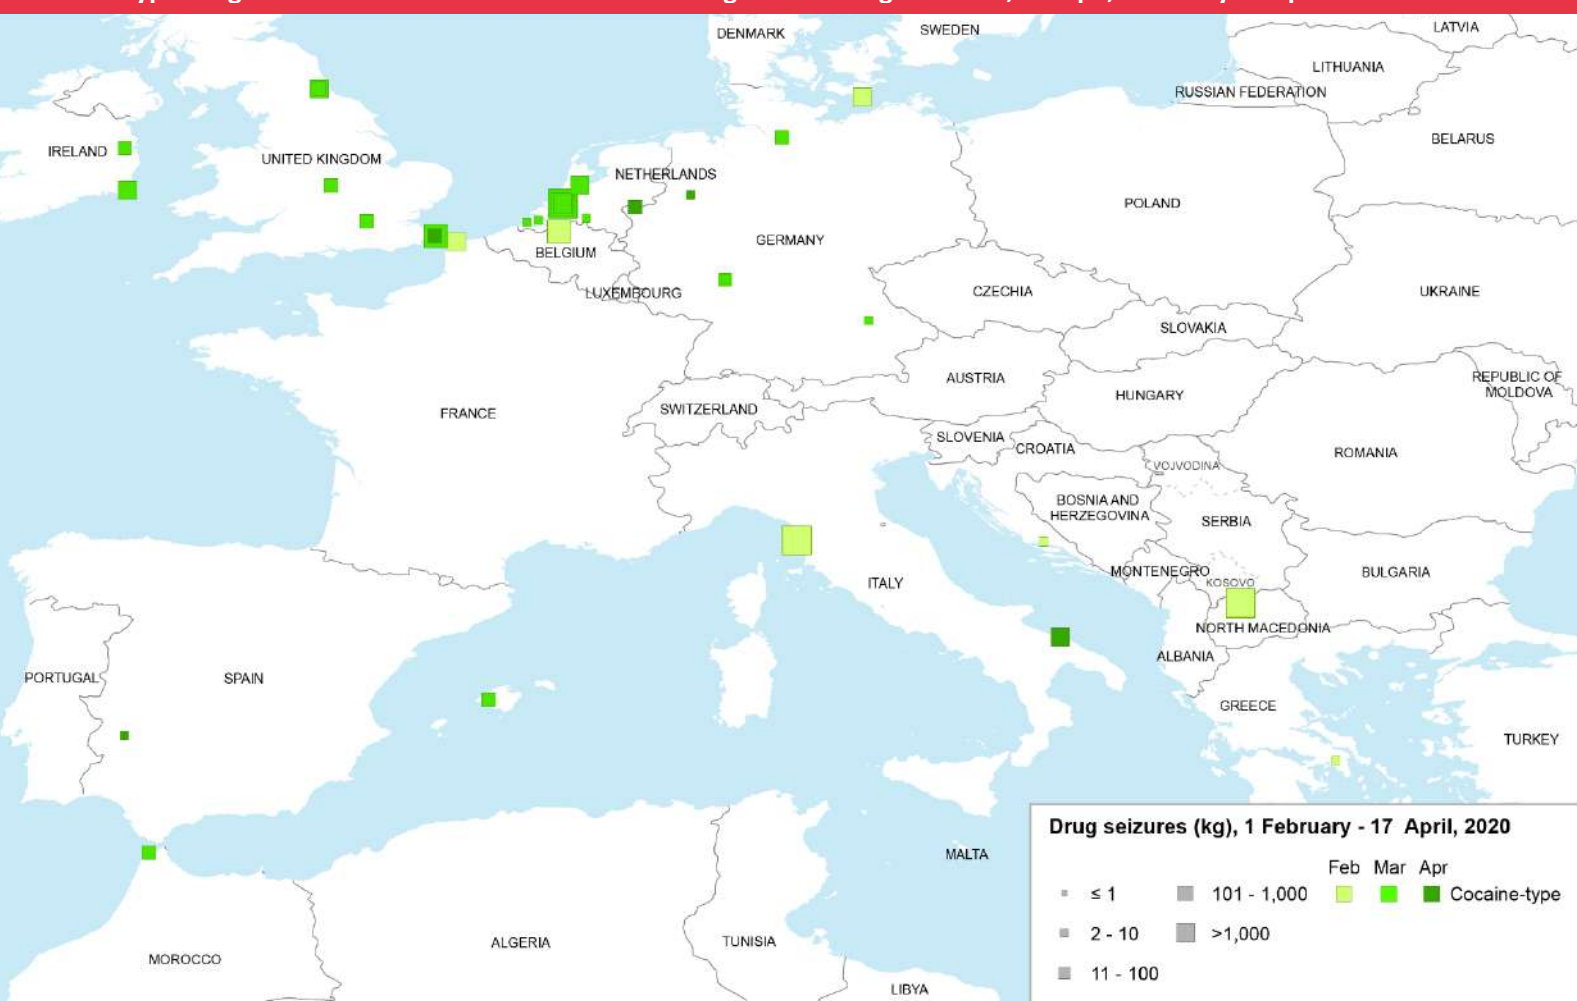 DENMARK
SWEDEN
LATVIA
LITHUANIA
RUSSIAN FEDERATION
BELARUS
IRELAND
UNITED KINGDOM
NETHERLANDS
POLAND
GERMANY
BELGIUM
LUXEMBOURG
CZECHIA
UKRAINE
SLOVAKIA
AUSTRIA
REPUBLIC OF
MOLDOVA
HUNGARY
FRANCE
SWITZERLAND
SLOVENIA
CROATIA
ROMANIA
VOJVODINA
BOSNIA AND
HERZEGOVINA
SERBIA
MONTENEGRO
KOSOVO
BULGARIA
ITALY
NORTH MACEDONIA
ALBANIA
PORTUGAL
SPAIN
GREECE
TURKEY
MALTA
ALGERIA
TUNISIA
MOROCCO
LIBYA
Drug seizures (kg), 1 February - 17 April, 2020
Feb Mar Apr
≤ 1
101 - 1,000
Cocaine-type
2 - 10
>1,000
11 - 100